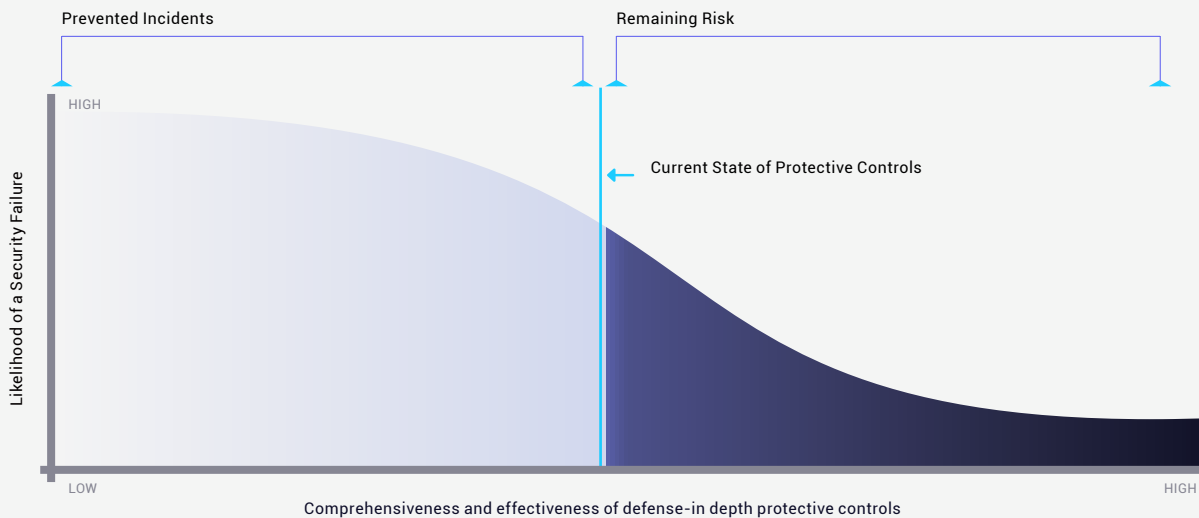 Prevented Incidents
Remaining Risk
HIGH
Current State of Protective Controls
Likelihood of a Security Failure
LOW
HIGH
Comprehensiveness and effectiveness of defense-in depth protective controls